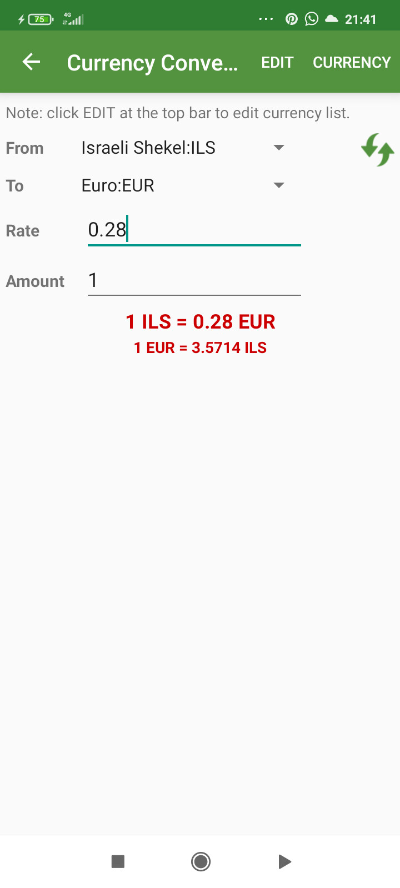 75 4G 21:41
Currency Conve... EDIT CURRENCY
Note: click EDIT at the top bar to edit currency list.
From Israeli Shekel:ILS
To Euro:EUR
Rate 0.28
Amount 1
1 ILS = 0.28 EUR
1 EUR = 3.5714 ILS